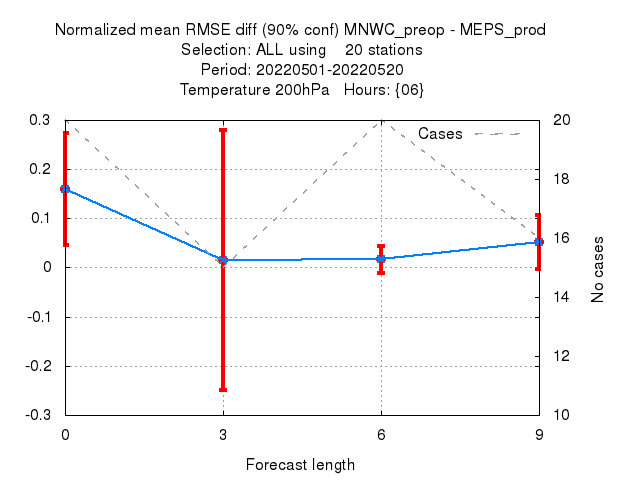 Normalized mean RMSE diff (90% conf) MNWC_preop - MEPS_prod
Selection: ALL using 20 stations
Period: 20220501-20220520
Temperature 200hPa Hours: {06}
Cases
0.3
0.2
0.1
0
-0.1
-0.2
-0.3
20
18
16
14
12
10
No cases
0 3 6 9
Forecast length